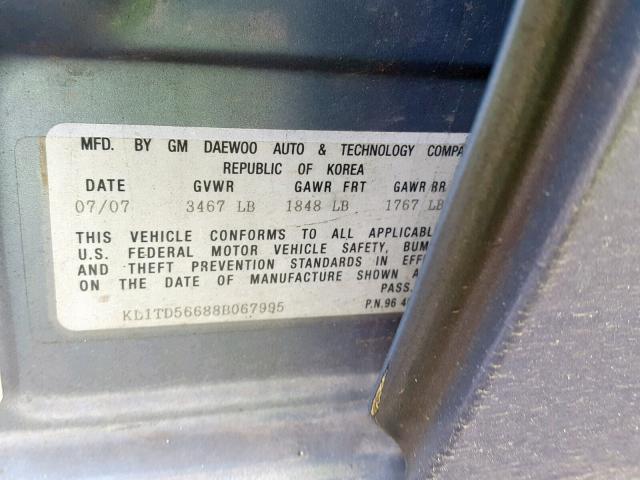 MFD. BY GM DAEWOO AUTO & TECHNOLOGY COMPA
REPUBLIC OF KOREA
DATE GVWR GAWR FRT GAWR RR
07/07 3467 LB 1848 LB 1767 LB
THIS VEHICLE CONFORMS TO ALL APPLICABL
U.S. FEDERAL MOTOR VEHICLE SAFETY, BUM
AND THEFT PREVENTION STANDARDS IN EFFE
ON THE DATE OF MANUFACTURE SHOWN A
PASS.
KL1TD56688B067995 P.N.96 4